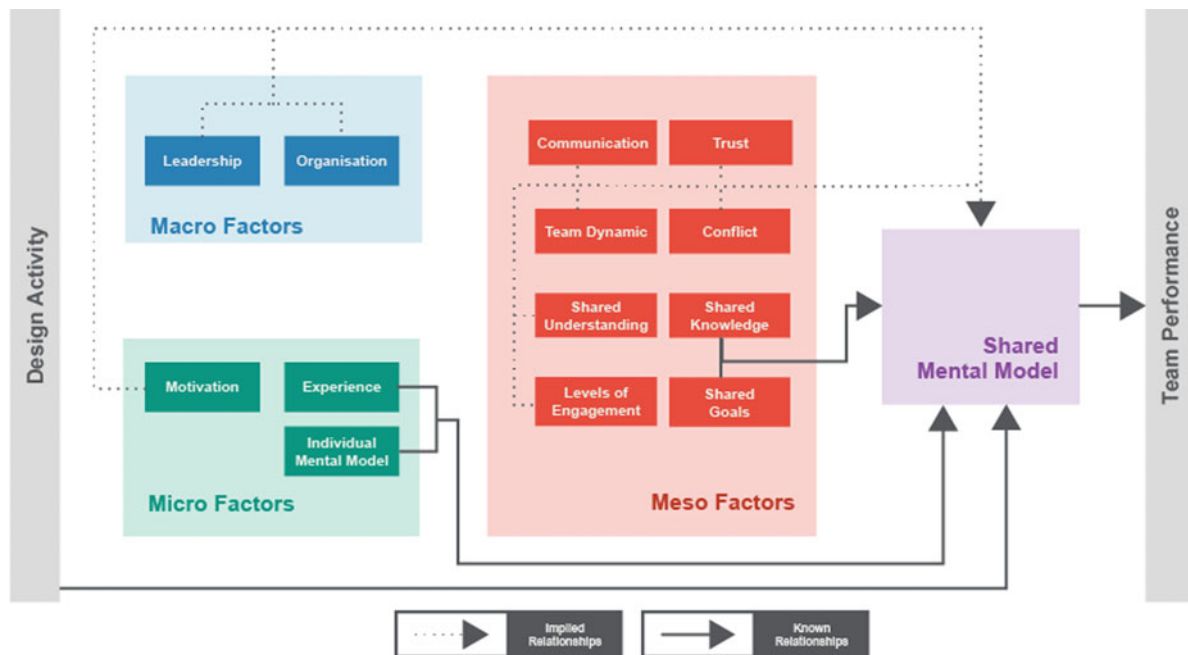 Design Activity
Leadership
Organisation
Macro Factors
Motivation
Experience
Individual
Mental Model
Micro Factors
Communication
Trust
Team Dynamic
Conflict
Shared
Understanding
Shared
Knowledge
Levels of
Engagement
Shared
Goals
Meso Factors
Shared
Mental Model
Team Performance
Implied
Relationships
Known
Relationships